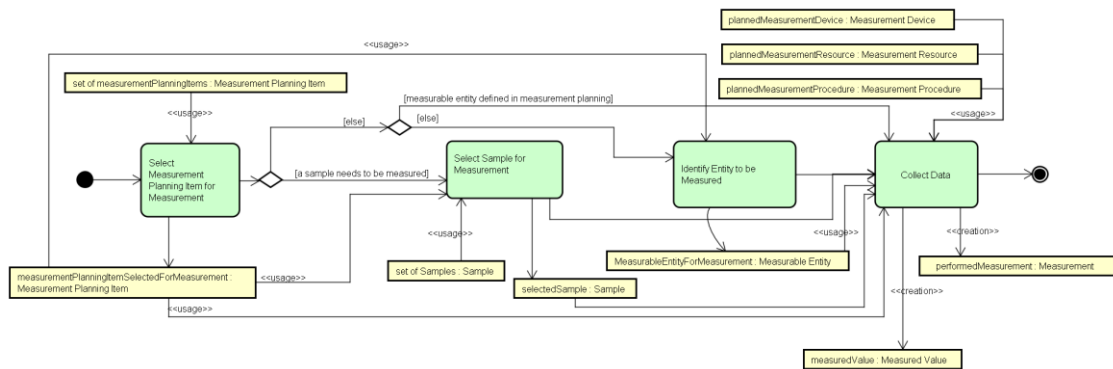 plannedMeasurementDevice : Measurement Device
<<usage>>
plannedMeasurementResource : Measurement Resource
set of measurementPlanningItems : Measurement Planning Item
plannedMeasurementProcedure : Measurement Procedure
[measurable entity defined in measurement planning]
<<usage>>
<<usage>>
[else]
[else]
Select
Measurement
Planning Item for
Measurement
Select Sample for
Measurement
Identify Entity to be
Measured
Collect Data
[a sample needs to be measured]
<<usage>>
<<usage>>
<<creation>>
MeasurableEntityForMeasurement : Measurable Entity
performedMeasurement : Measurement
measurementPlanningItemSelectedForMeasurement :
Measurement Planning Item
<<usage>>
set of Samples : Sample
selectedSample : Sample
<<creation>>
<<usage>>
measuredValue : Measured Value